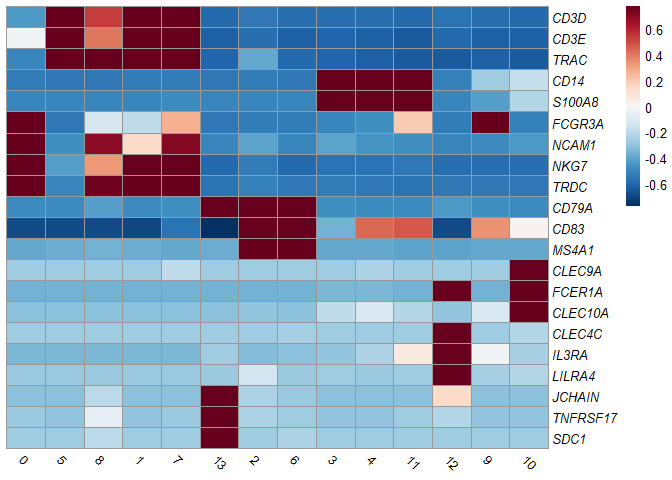 CD3D
CD3E
TRAC
CD14
S100A8
FCGR3A
NCAM1
NKG7
TRDC
CD79A
CD83
MS4A1
CLEC9A
FCER1A
CLEC10A
CLEC4C
IL3RA
LILRA4
JCHAIN
TNFRSF17
SDC1
0 5 8 1 7 13 2 6 3 4 11 12 9 10
0.6
0.4
0.2
0
-0.2
-0.4
-0.6